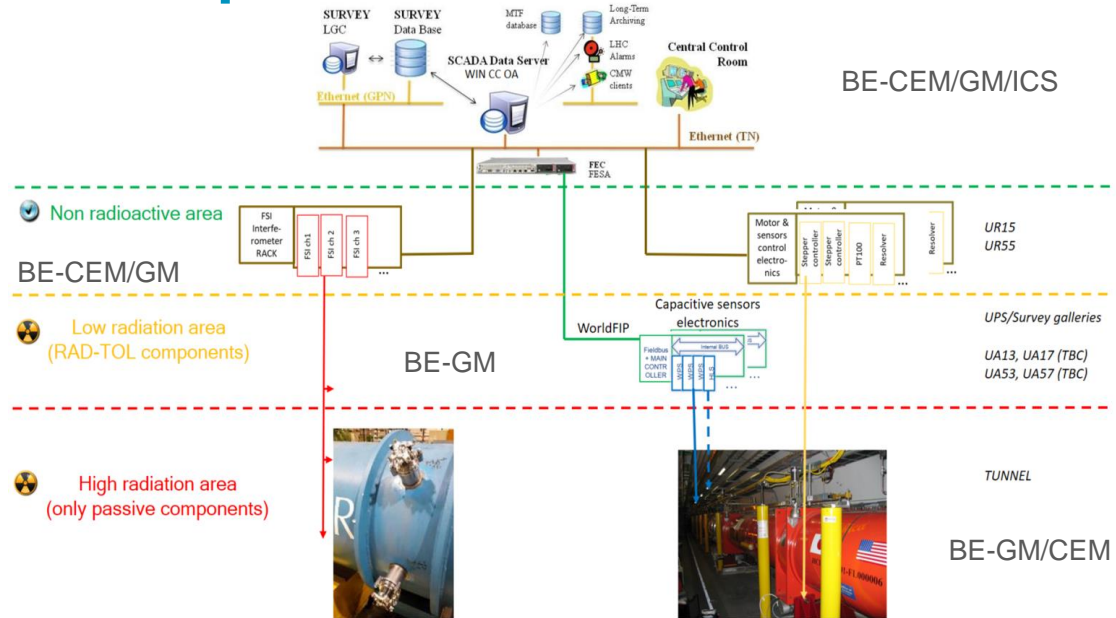 SURVEY
LGC
SURVEY
Data Base
MTF
database
Long-Term
Archiving
LHC
Alarms
CMW
clients
SCADA Data Server
WIN CC OA
Central Control
Room
BE-CEM/GM/ICS
Ethernet (GPN)
Ethernet (TN)
FEC
FESA
Non radioactive area
FSI
Interfe-
rometer
RACK
FSI ch1
FSI ch 2
FSI ch 3
...
Motor &
sensors
control
electro-
nics
Stepper
controller
Stepper
controller
PT100
Resolver
...
Resolver
...
UR15
UR55
BE-CEM/GM
Low radiation area
(RAD-TOL components)
BE-GM
WorldFIP
Capacitive sensors
electronics
Fieldbus
+ MAIN
CONTR
OLLER
Internal BUS
WPS
WPS
WPS
HLS
...
...
UPS/Survey galleries
UA13, UA17 (TBC)
UA53, UA57 (TBC)
High radiation area
(only passive components)
R
TUNNEL
BE-GM/CEM